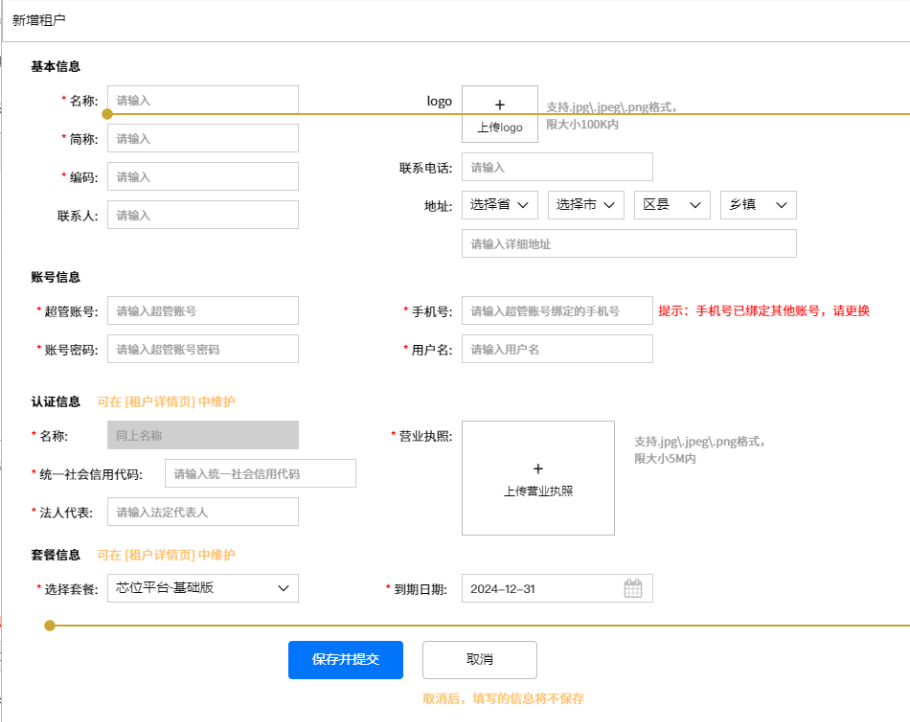 新增租户
基本信息
* 名称: 请输入
logo + 上传logo
支持.jpg\.jpeg\.png格式，
限大小100K内
* 简称: 请输入
* 编码: 请输入
联系电话: 请输入
联系人: 请输入
地址: 选择省 选择市 区县 乡镇
请输入详细地址
账号信息
* 超管账号: 请输入超管账号
* 手机号: 请输入超管账号绑定的手机号 提示：手机号已绑定其他账号，请更换
* 账号密码: 请输入超管账号密码
* 用户名: 请输入用户名
认证信息 可在 [租户详情页] 中维护
* 名称: 同上名称
* 营业执照: + 上传营业执照
支持.jpg\.jpeg\.png格式，
限大小5M内
* 统一社会信用代码: 请输入统一社会信用代码
* 法人代表: 请输入法定代表人
套餐信息 可在 [租户详情页] 中维护
* 选择套餐: 芯位平台-基础版
* 到期日期: 2024-12-31
保存并提交 取消
取消后，填写的信息将不保存